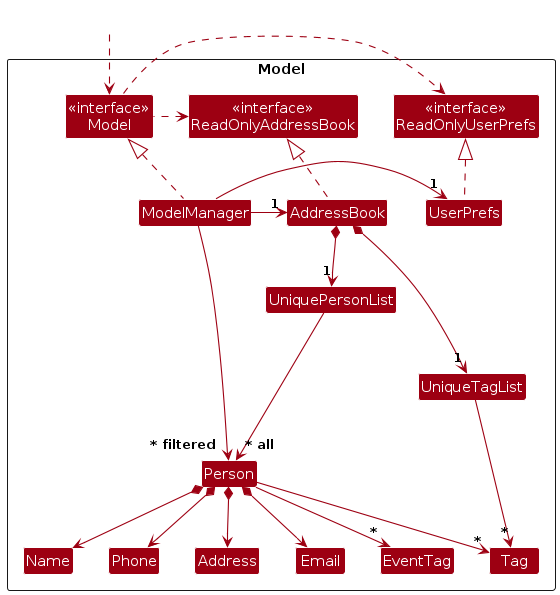 Model
«interface»
Model
«interface»
ReadOnlyAddressBook
«interface»
ReadOnlyUserPrefs
1
ModelManager
1
AddressBook
UserPrefs
1
UniquePersonList
1
UniqueTagList
* filtered
* all
Person
*
*
*
Name
Phone
Address
Email
EventTag
Tag